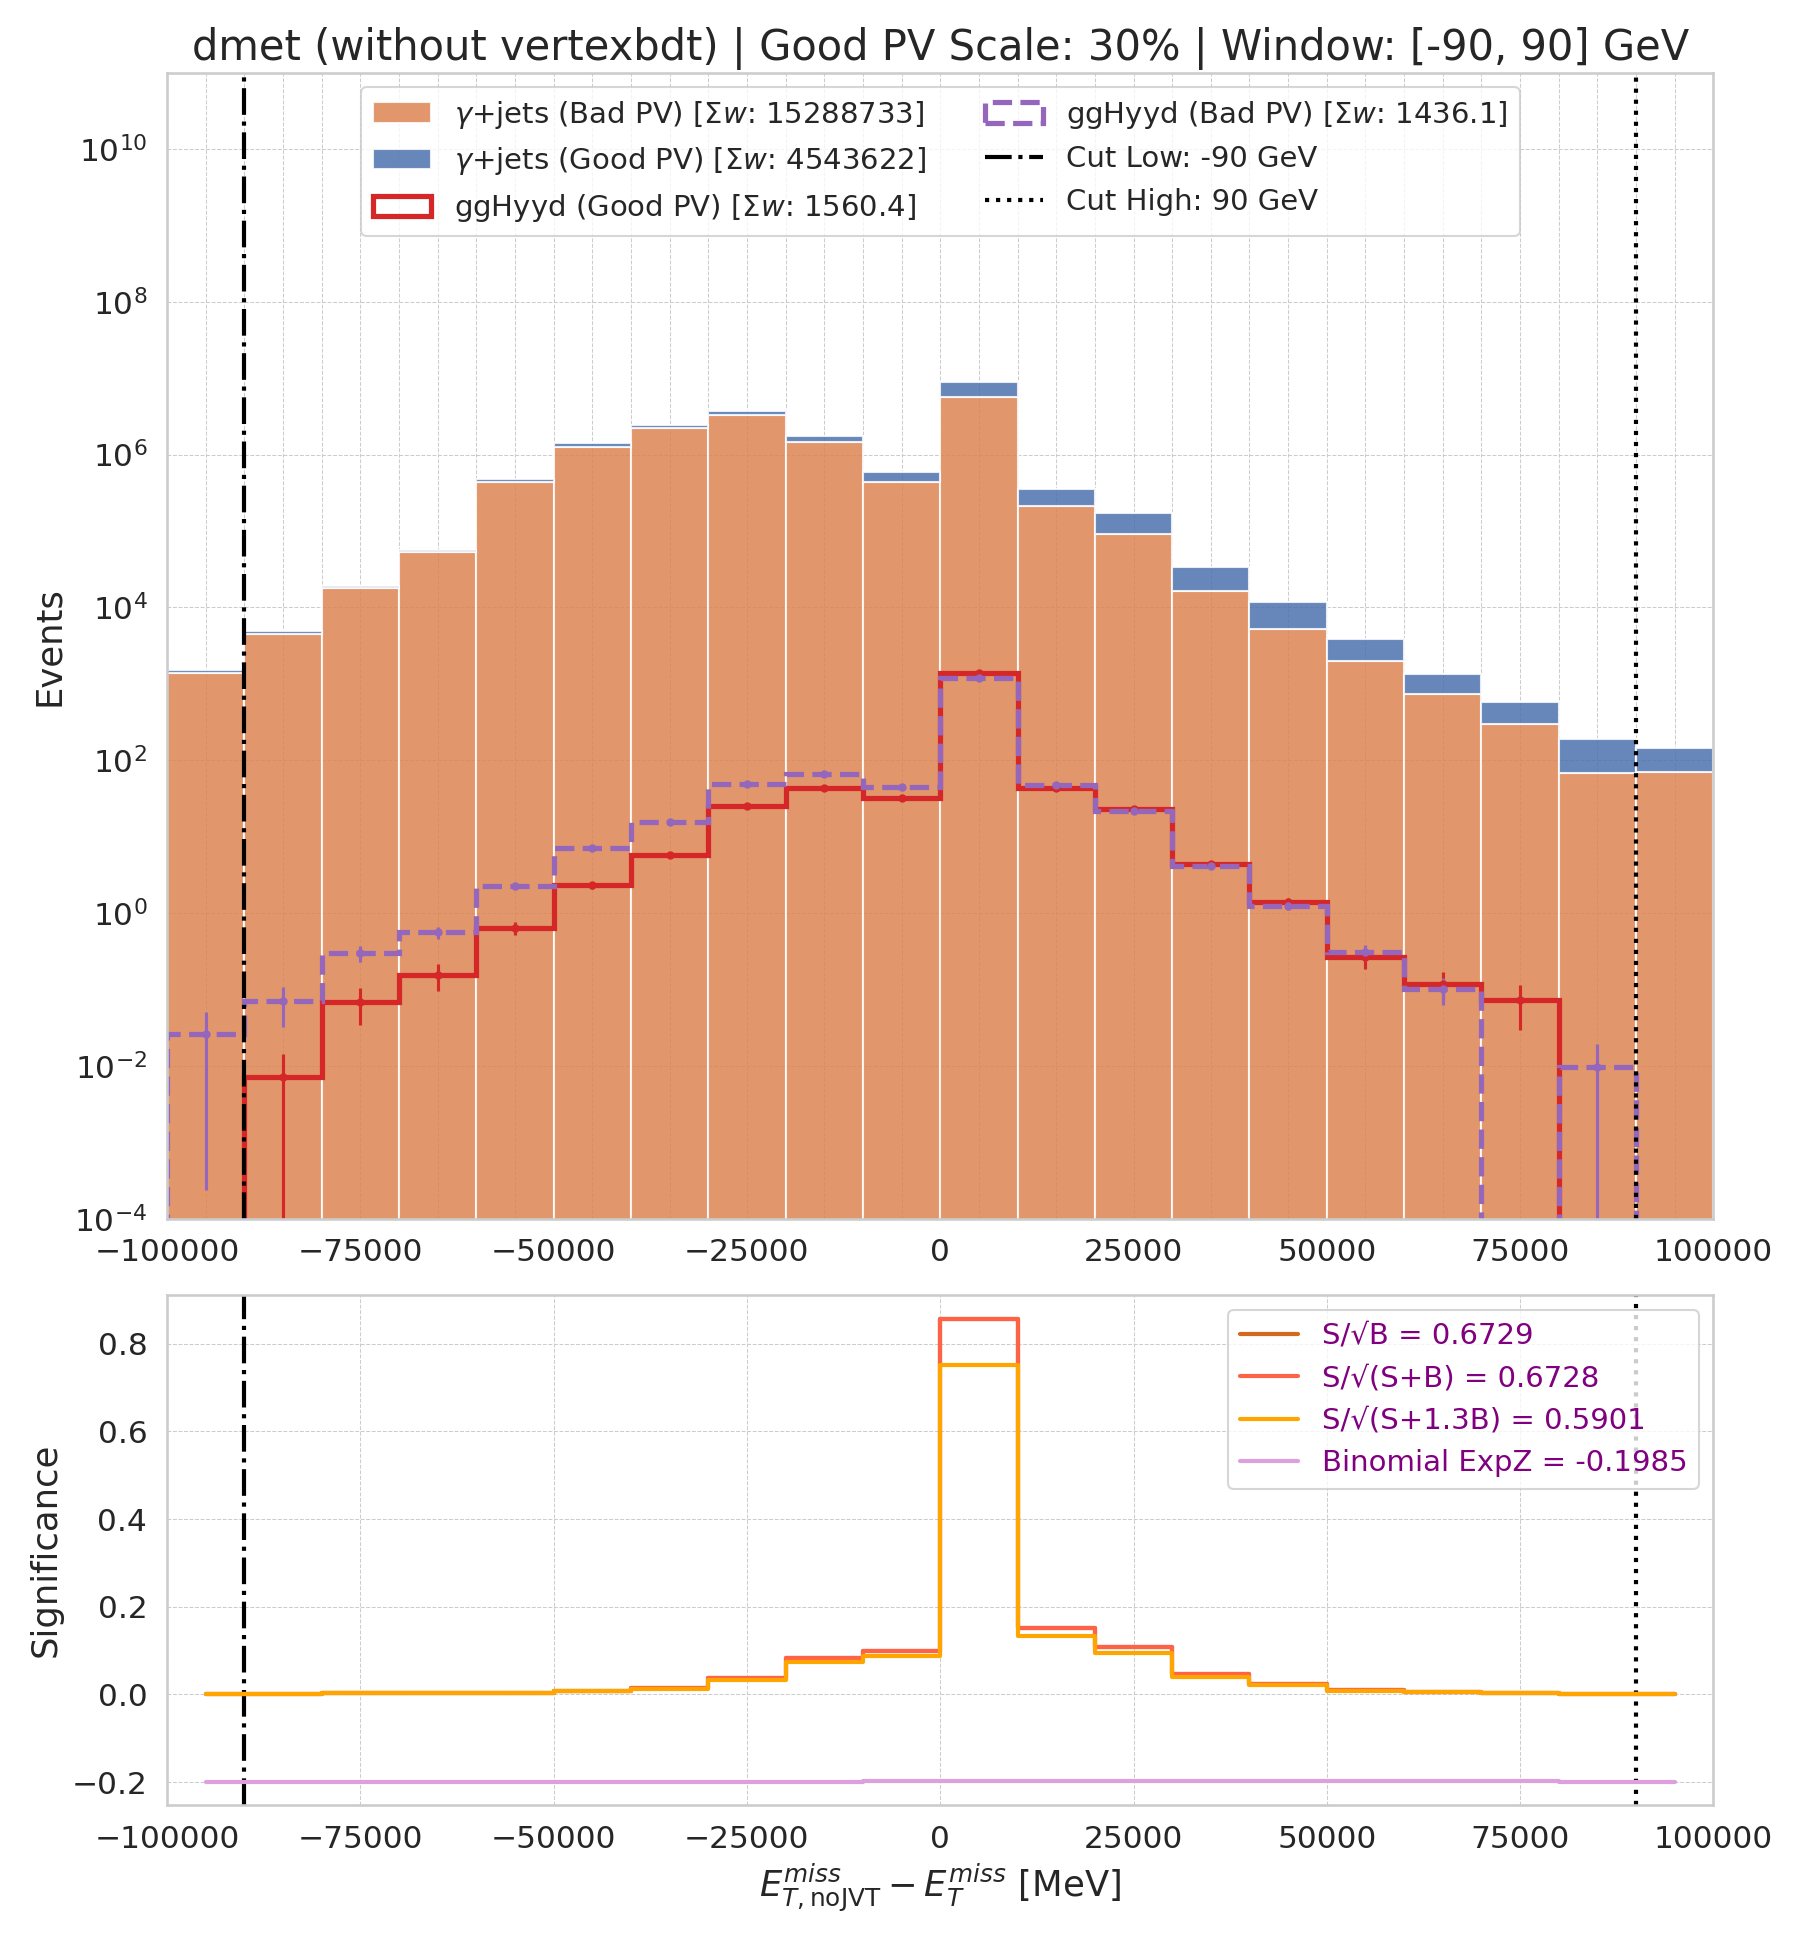 dmet (without vertexbdt) | Good PV Scale: 30% | Window: [-90, 90] GeV
γ+jets (Bad PV) [Σw: 15288733]
γ+jets (Good PV) [Σw: 4543622]
ggHyyd (Good PV) [Σw: 1560.4]
ggHyyd (Bad PV) [Σw: 1436.1]
Cut Low: -90 GeV
Cut High: 90 GeV
Events
10^10
10^8
10^6
10^4
10^2
10^0
10^−2
10^−4
−100000 −75000 −50000 −25000 0 25000 50000 75000 100000
S/√B = 0.6729
S/√(S+B) = 0.6728
S/√(S+1.3B) = 0.5901
Binomial ExpZ = -0.1985
Significance
0.8
0.6
0.4
0.2
0.0
−0.2
−100000 −75000 −50000 −25000 0 25000 50000 75000 100000
E_{T,noJVT}^{miss} − E_T^{miss} [MeV]